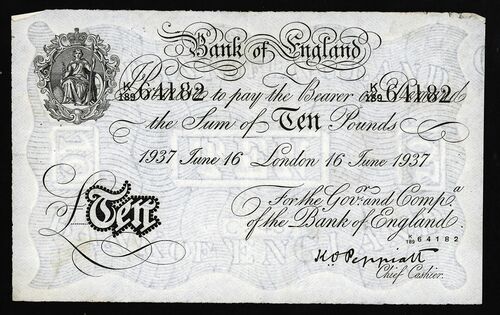 Bank of England
K/189 64182 K/189 64182
to pay the Bearer on Demand
the Sum of Ten Pounds
1937 June 16 London 16 June 1937
For the Govr. and Compa.
of the Bank of England
K/189 64182
£Ten
K.O. Peppiatt
Chief Cashier.